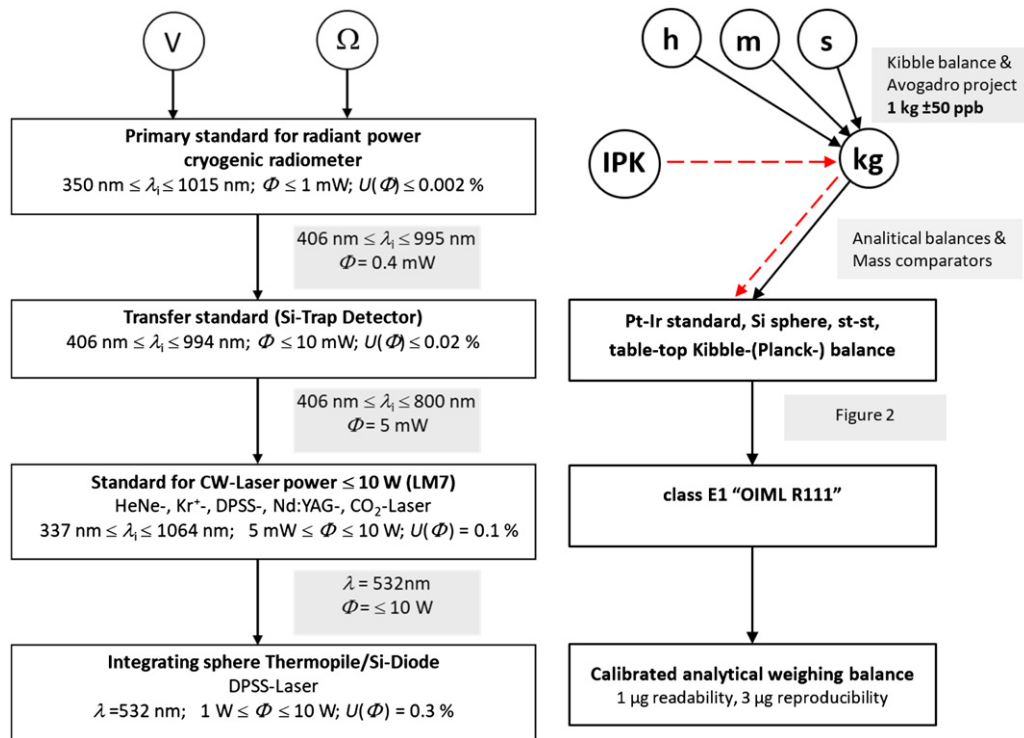 V
Ω
Primary standard for radiant power
cryogenic radiometer
350 nm ≤ λi ≤ 1015 nm; Φ ≤ 1 mW; U(Φ) ≤ 0.002 %
406 nm ≤ λi ≤ 995 nm
Φ = 0.4 mW
Transfer standard (Si-Trap Detector)
406 nm ≤ λi ≤ 994 nm; Φ ≤ 10 mW; U(Φ) ≤ 0.02 %
406 nm ≤ λi ≤ 800 nm
Φ = 5 mW
Standard for CW-Laser power ≤ 10 W (LM7)
HeNe-, Kr⁺-, DPSS-, Nd:YAG-, CO₂-Laser
337 nm ≤ λi ≤ 1064 nm; 5 mW ≤ Φ ≤ 10 W; U(Φ) = 0.1 %
λ = 532nm
Φ = ≤ 10 W
Integrating sphere Thermopile/Si-Diode
DPSS-Laser
λ =532 nm; 1 W ≤ Φ ≤ 10 W; U(Φ) = 0.3 %
h
m
s
Kibble balance &
Avogadro project
1 kg ±50 ppb
IPK
kg
Analitical balances &
Mass comparators
Pt-Ir standard, Si sphere, st-st,
table-top Kibble-(Planck-) balance
Figure 2
class E1 “OIML R111”
Calibrated analytical weighing balance
1 μg readability, 3 μg reproducibility